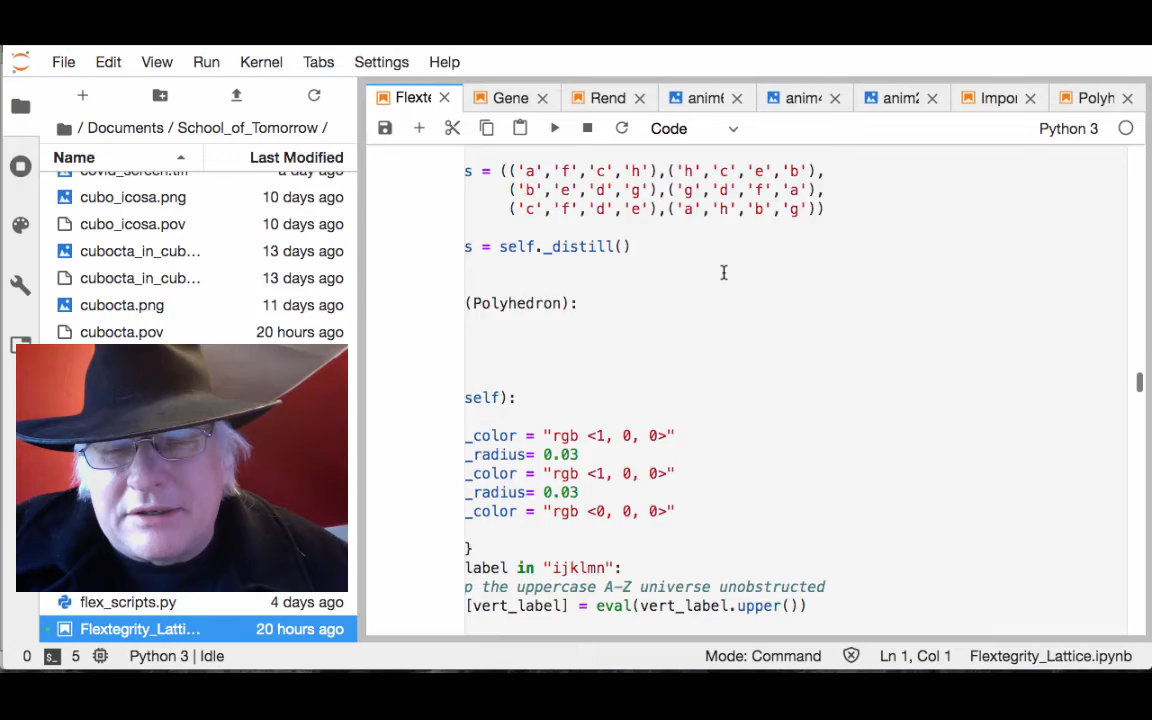 File Edit View Run Kernel Tabs Settings Help
Flexte Gene Rend anim6 anim4 anim2 Impor Polyh
Code Python 3
/ Documents / School_of_Tomorrow /
Name Last Modified
covid_screen.tiff a day ago
cubo_icosa.png 10 days ago
cubo_icosa.pov 10 days ago
cubocta_in_cub… 13 days ago
cubocta_in_cub… 13 days ago
cubocta.png 11 days ago
cubocta.pov 20 hours ago
flex_scripts.py 4 days ago
Flextegrity_Latti… 20 hours ago
s = (('a','f','c','h'),('h','c','e','b'),
('b','e','d','g'),('g','d','f','a'),
('c','f','d','e'),('a','h','b','g'))
s = self._distill()
(Polyhedron):
self):
_color = "rgb <1, 0, 0>"
_radius= 0.03
_color = "rgb <1, 0, 0>"
_radius= 0.03
_color = "rgb <0, 0, 0>"
}
label in "ijklmn":
p the uppercase A-Z universe unobstructed
[vert_label] = eval(vert_label.upper())
0 5 Python 3 | Idle Mode: Command Ln 1, Col 1 Flextegrity_Lattice.ipynb